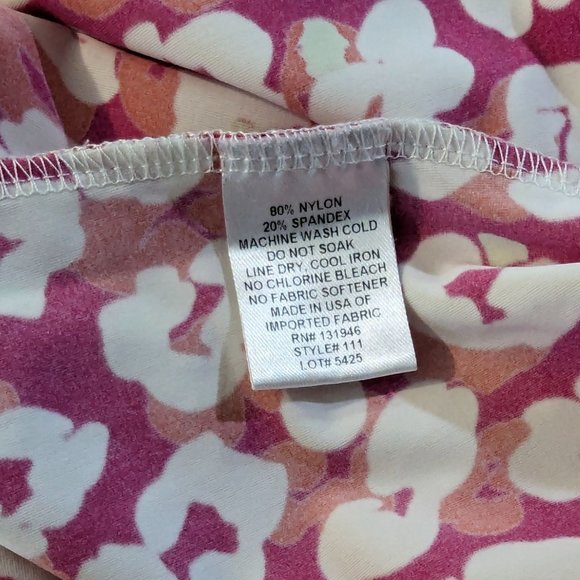 80% NYLON
20% SPANDEX
MACHINE WASH COLD
DO NOT SOAK
LINE DRY, COOL IRON
NO CHLORINE BLEACH
NO FABRIC SOFTENER
MADE IN USA OF
IMPORTED FABRIC
RN# 131946
STYLE# 111
LOT# 5425